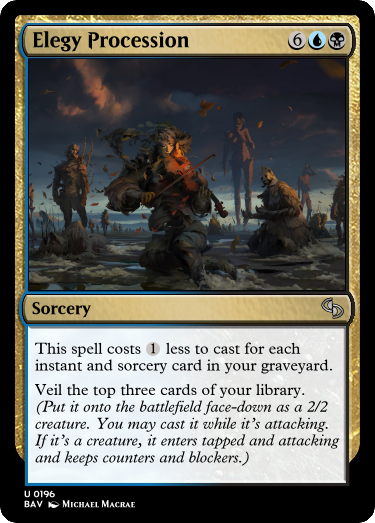 Elegy Procession 6
Sorcery
This spell costs 1 less to cast for each
instant and sorcery card in your graveyard.
Veil the top three cards of your library.
(Put it onto the battlefield face-down as a 2/2
creature. You may cast it while it's attacking.
If it's a creature, it enters tapped and attacking
and keeps counters and blockers.)
U 0196
BAV Michael Macrae